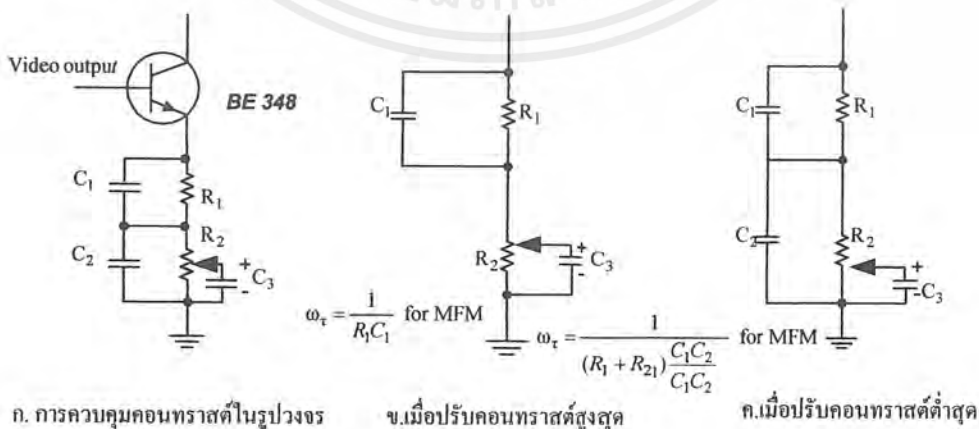 Video output
BE 348
C₁
R₁
R₂
C₂
+
-
C₃
C₁
R₁
R₂
+
-
C₃
C₁
R₁
C₂
R₂
+
-
C₃
ω_τ = 1 / (R₁C₁) for MFM
ω_τ = 1 / ((R₁ + R₂₁) (C₁C₂ / C₁C₂)) for MFM
ก. การควบคุมคอนทราสต์ในรูปวงจร
ข.เมื่อปรับคอนทราสต์สูงสุด
ค.เมื่อปรับคอนทราสต์ต่ำสุด